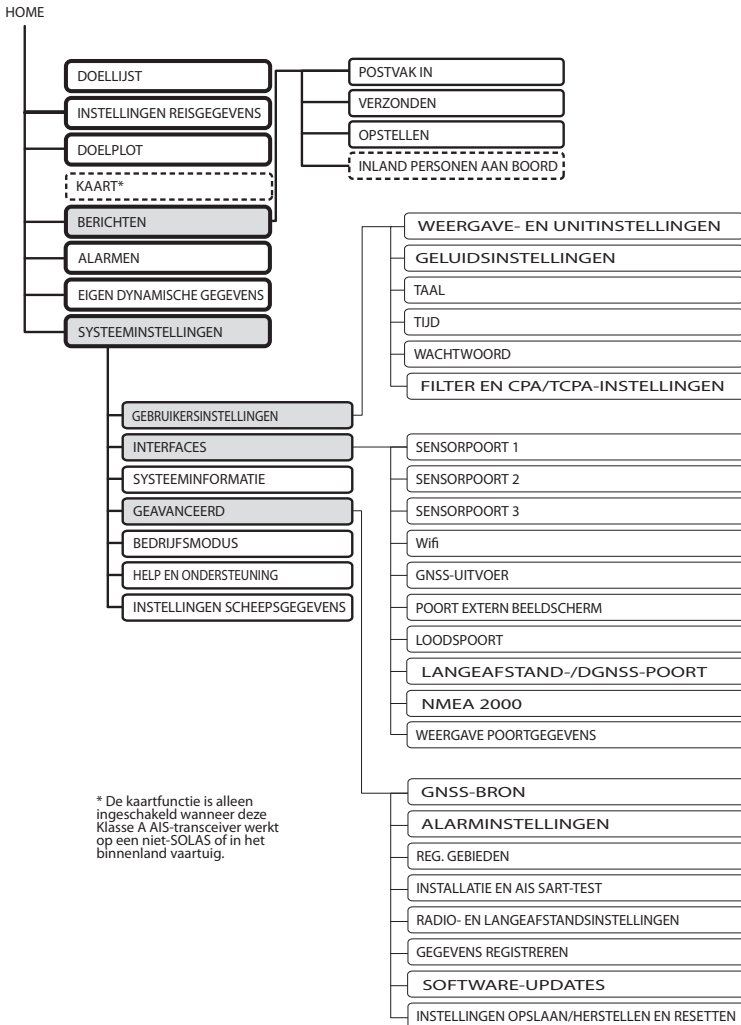 HOME
DOELLIJST
INSTELLINGEN REISGEGEVENS
DOELPLOT
KAART*
BERICHTEN
ALARMEN
EIGEN DYNAMISCHE GEGEVENS
SYSTEEMINSTELLINGEN
POSTVAK IN
VERZONDEN
OPSTELLEN
INLAND PERSONEN AAN BOORD
GEBRUIKERSINSTELLINGEN
INTERFACES
SYSTEEMINFORMATIE
GEAVANCEERD
BEDRIJFSMODUS
HELP EN ONDERSTEUNING
INSTELLINGEN SCHEEPSGEGEVENS
WEERGAVE- EN UNITINSTELLINGEN
GELUIDSINSTELLINGEN
TAAL
TIJD
WACHTWOORD
FILTER EN CPA/TCPA-INSTELLINGEN
SENSORPOORT 1
SENSORPOORT 2
SENSORPOORT 3
Wifi
GNSS-UITVOER
POORT EXTERN BEELDSCHERM
LOODSPOORT
LANGEAFSTAND-/DGNSS-POORT
NMEA 2000
WEERGAVE POORTGEGEVENS
GNSS-BRON
ALARMINSTELLINGEN
REG. GEBIEDEN
INSTALLATIE EN AIS SART-TEST
RADIO- EN LANGEAFSTANDSINSTELLINGEN
GEGEVENS REGISTREREN
SOFTWARE-UPDATES
INSTELLINGEN OPSLAAN/HERSTELLEN EN RESETTEN
* De kaartfunctie is alleen
ingeschakeld wanneer deze
Klasse A AIS-transceiver werkt
op een niet-SOLAS of in het
binnenland vaartuig.